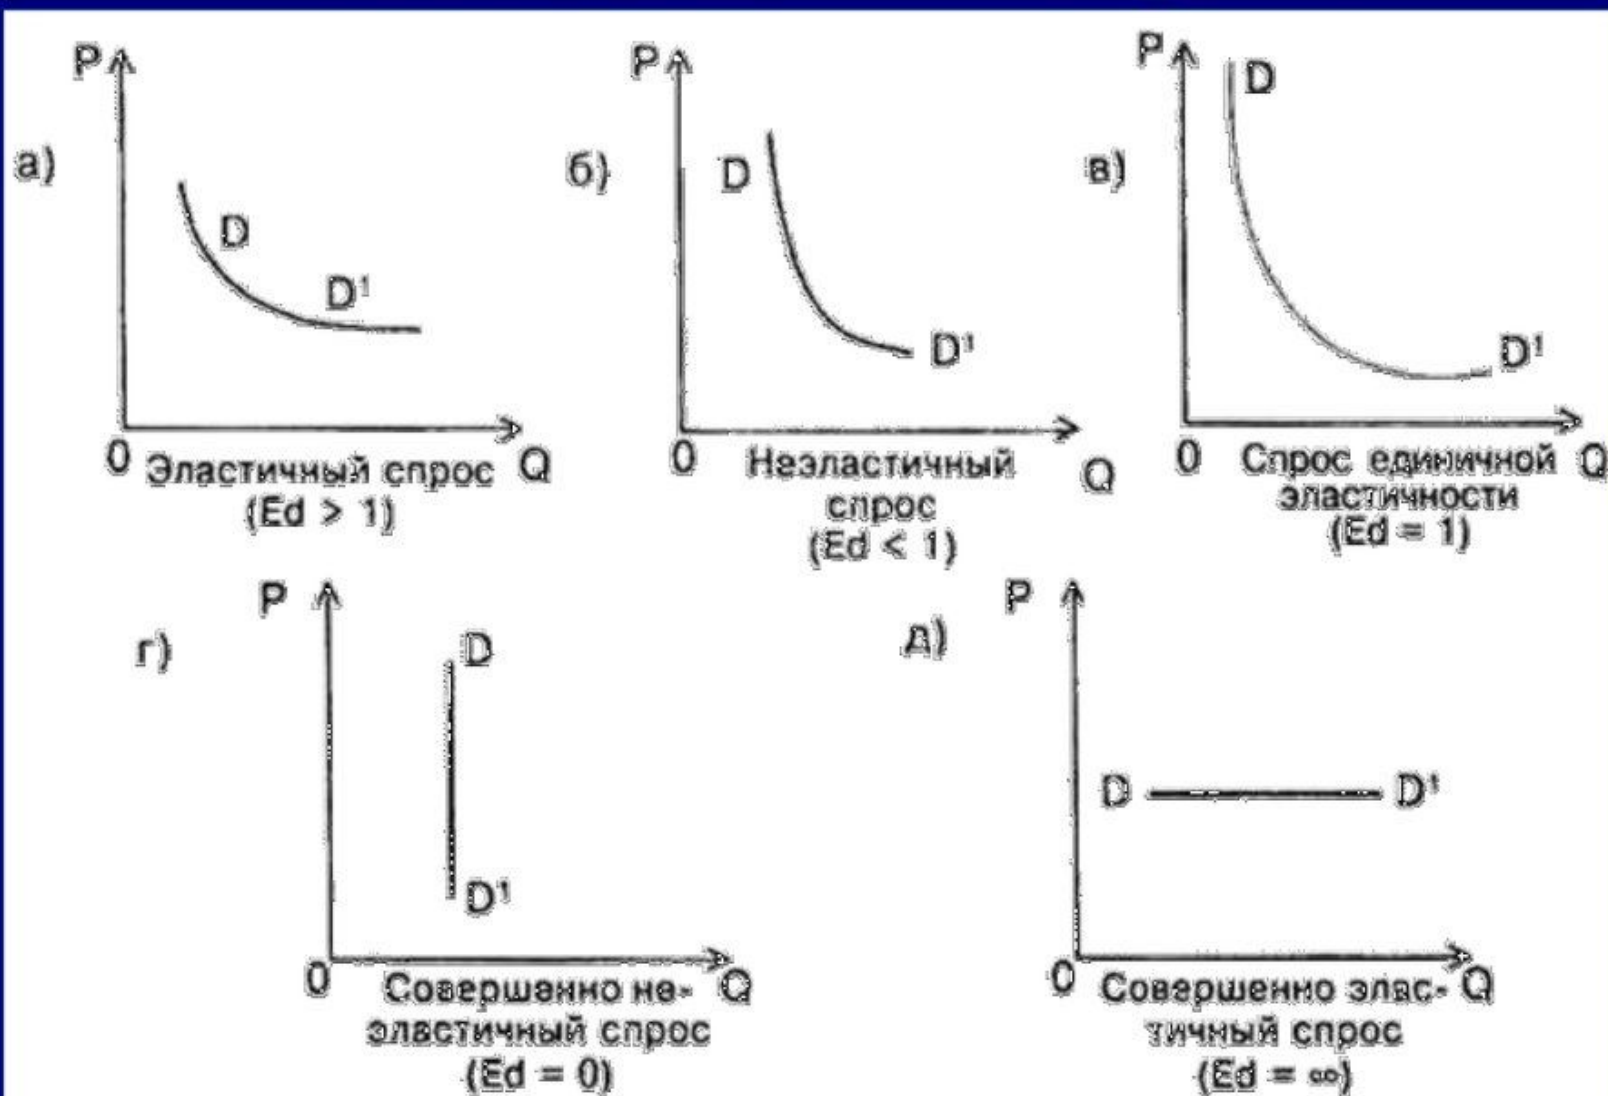 P
а)
D
D¹
0
Q
Эластичный спрос
(Ed > 1)
P
б)
D
D¹
0
Q
Неэластичный
спрос
(Ed < 1)
P
в)
D
D¹
0
Q
Спрос единичной
эластичности
(Ed = 1)
P
г)
D
D¹
0
Q
Совершенно не-
эластичный спрос
(Ed = 0)
P
д)
D
D¹
0
Q
Совершенно элас-
тичный спрос
(Ed = ∞)